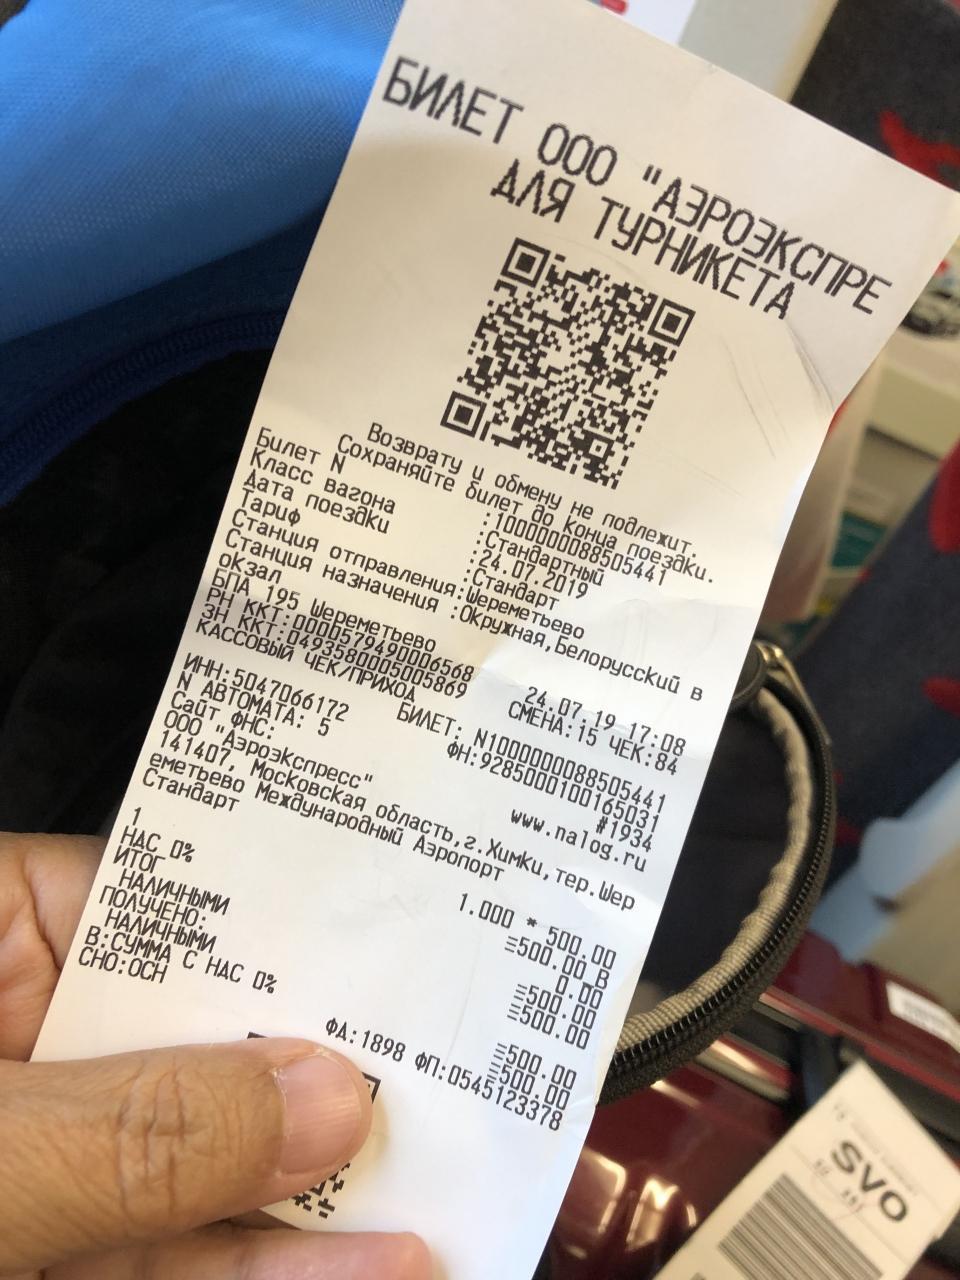 БИЛЕТ ООО "АЭРОЭКСПРЕ
ДЛЯ ТУРНИКЕТА
Возврату и обмену не подлежит.
Сохраняйте билет до конца поездки.
Билет N :1000000088505441
Класс вагона :Стандартный
Дата поездки :24.07.2019
Тариф :Стандарт
Станция отправления:Шереметьево
Станция назначения :Окружная,Белорусский в
окзал
БПА 195 Шереметьево
РН ККТ:0000579490006568 24.07.19 17:08
ЗН ККТ:0493580005005869 СМЕНА:15 ЧЕК:84
КАССОВЫЙ ЧЕК/ПРИХОД
БИЛЕТ: N1000000088505441
ИНН:5047066172 ФН:9285000100165031
N АВТОМАТА: 5 #1934
Сайт ФНС: www.nalog.ru
ООО "Аэроэкспресс"
141407, Московская область,г.Химки,тер.Шер
еметьево Международный Аэропорт
Стандарт
1 1.000 * 500.00
≡500.00_В
НДС 0% 0.00
ИТОГ ≡500.00
НАЛИЧНЫМИ ≡500.00
ПОЛУЧЕНО:
НАЛИЧНЫМИ ≡500.00
В:СУММА С НДС 0% ≡500.00
СНО:ОСН ФД:1898 ФП:0545123378
SVO